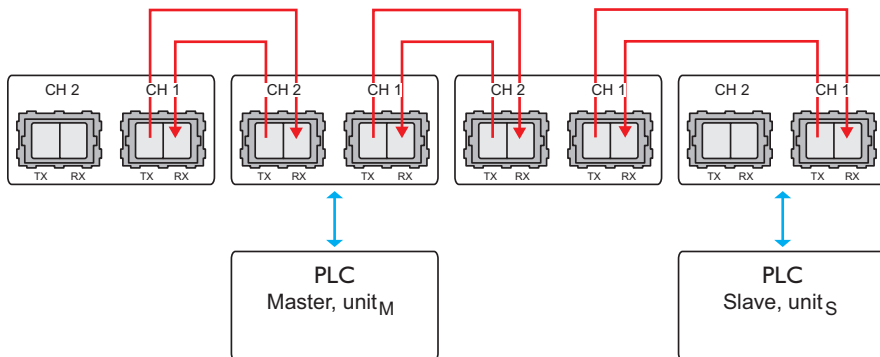 CH 2 CH 1 CH 2 CH 1 CH 2 CH 1 CH 2 CH 1
TX RX TX RX TX RX TX RX TX RX TX RX TX RX TX RX
PLC
Master, unitM
PLC
Slave, unitS